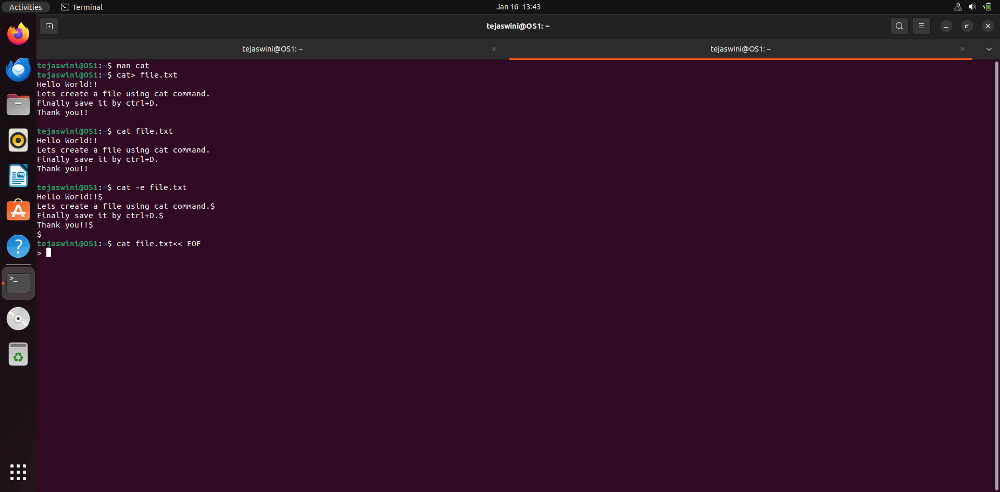 Activities
Terminal
Jan 16 13:43
tejaswini@OS1: ~
tejaswini@OS1: ~
tejaswini@OS1: ~
tejaswini@OS1:~$ man cat
tejaswini@OS1:~$ cat> file.txt
Hello World!!
Lets create a file using cat command.
Finally save it by ctrl+D.
Thank you!!
tejaswini@OS1:~$ cat file.txt
Hello World!!
Lets create a file using cat command.
Finally save it by ctrl+D.
Thank you!!
tejaswini@OS1:~$ cat -e file.txt
Hello World!!$
Lets create a file using cat command.$
Finally save it by ctrl+D.$
Thank you!!$
$
tejaswini@OS1:~$ cat file.txt<< EOF
>